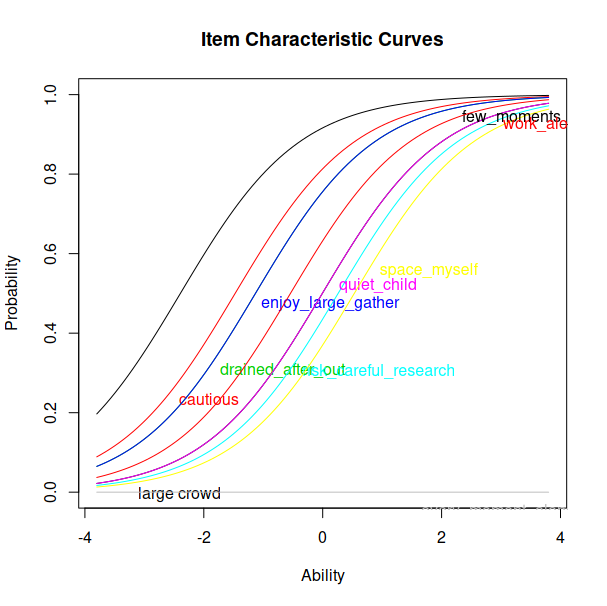 Item Characteristic Curves
1.0
few_moments
work_are
0.8
0.6
space_myself
quiet_child
Probability
enjoy_large_gather
0.4
drained_after_out
careful_research
cautious
0.2
large crowd
0.0
-4 -2 0 2 4
Ability